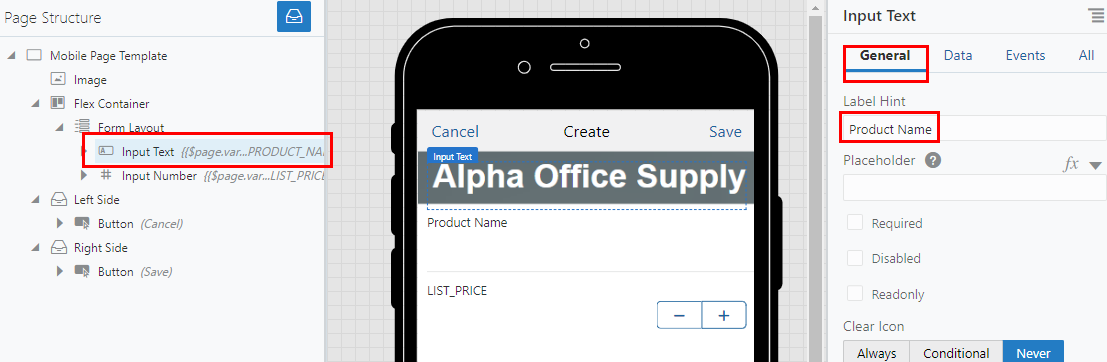 Page Structure
Mobile Page Template
Image
Flex Container
Form Layout
Input Text {{$page.var...PRODUCT_NA
Input Number {{$page.var...LIST_PRICE
Left Side
Button (Cancel)
Right Side
Button (Save)
Cancel Create Save
Input Text
Alpha Office Supply
Product Name
LIST_PRICE
− +
Input Text
General Data Events All
Label Hint
Product Name
Placeholder ? fx
Required
Disabled
Readonly
Clear Icon
Always Conditional Never